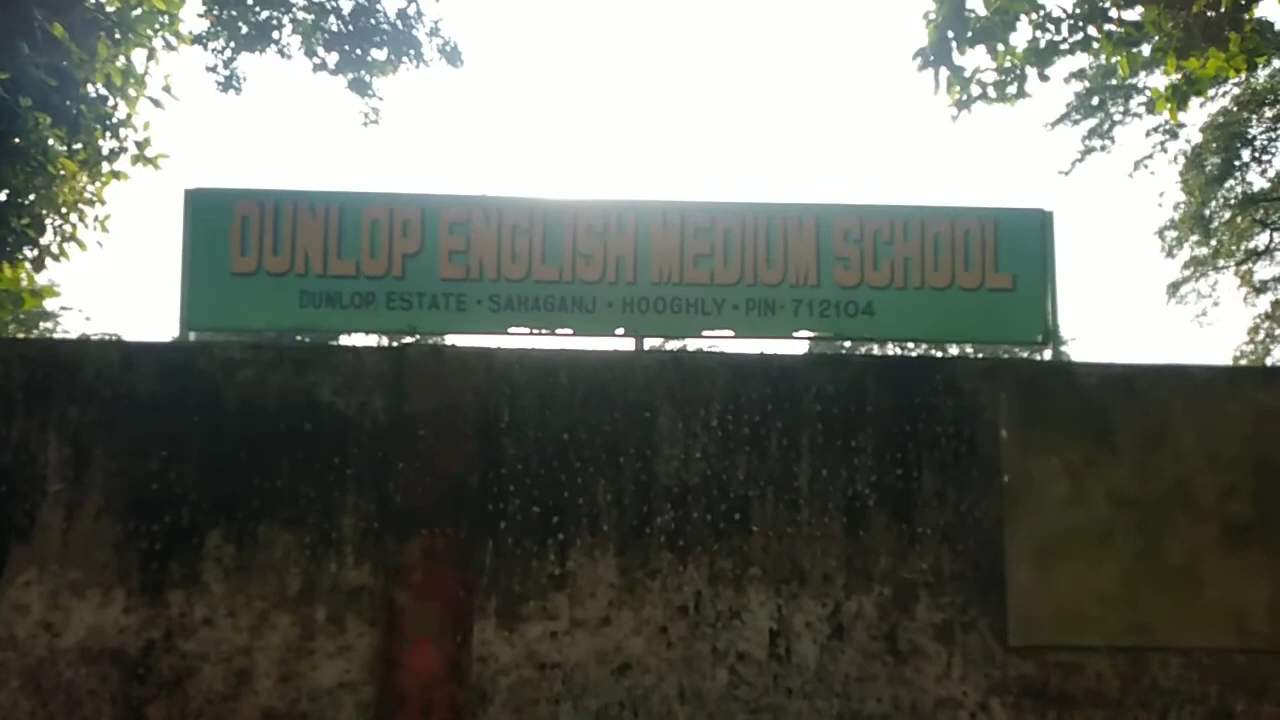 DUNLOP ENGLISH MEDIUM SCHOOL
DUNLOP ESTATE • SAHAGANJ • HOOGHLY • PIN- 712104